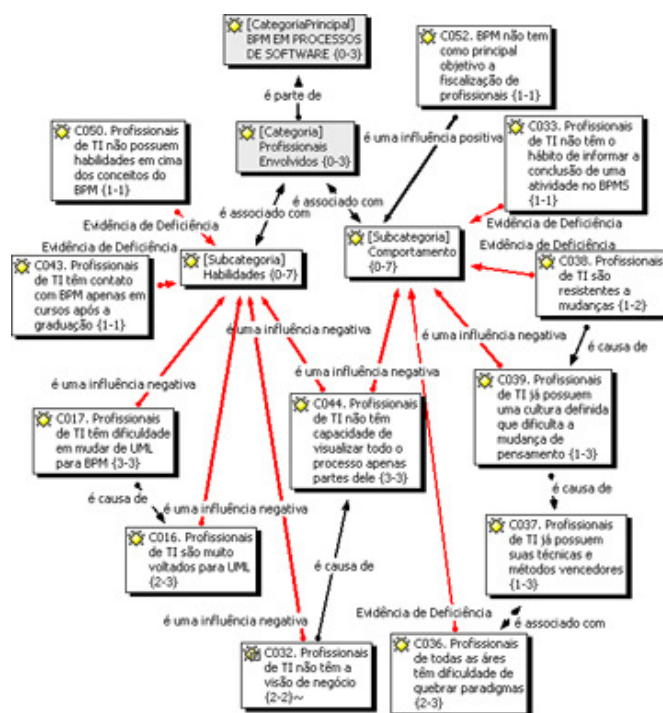 [CategoriaPrincipal]
BPM EM PROCESSOS
DE SOFTWARE {0-3}
C052. BPM não tem
como principal
objetivo a
fiscalização de
profissionais {1-1}
é parte de
C050. Profissionais
de TI não possuem
habilidades em cima
dos conceitos do
BPM {1-1}
[Categoria]
Profissionais
Envolvidos {0-3}
é uma influência positiva
C033. Profissionais
de TI não têm o
hábito de informar a
conclusão de uma
atividade no BPMS
{1-1}
é associado com
é associado com
Evidência de Deficiência
Evidência de Deficiência
Evidência de Deficiência
Evidência de Deficiência
C043. Profissionais
de TI têm contato
com BPM apenas em
cursos após a
graduação {1-1}
[Subcategoria]
Habilidades {0-7}
[Subcategoria]
Comportamento
{0-7}
C038. Profissionais
de TI são
resistentes a
mudanças {1-2}
é uma influência negativa
é uma influência negativa
é causa de
é uma influência negativa
é uma influência negativa
C017. Profissionais
de TI têm dificuldade
em mudar de UML
para BPM {3-3}
C044. Profissionais
de TI não têm
capacidade de
visualizar todo o
processo apenas
partes dele {3-3}
C039. Profissionais
de TI já possuem
uma cultura definida
que dificulta a
mudança de
pensamento {1-3}
é causa de
é uma influência negativa
é causa de
C016. Profissionais
de TI são muito
voltados para UML
{2-3}
C037. Profissionais
de TI já possuem
suas técnicas e
métodos vencedores
{1-3}
é causa de
é uma influência negativa
Evidência de Deficiência
é associado com
C032. Profissionais
de TI não têm a
visão de negócio
{2-2}~
C036. Profissionais
de todas as áres
têm dificuldade de
quebrar paradigmas
{2-3}